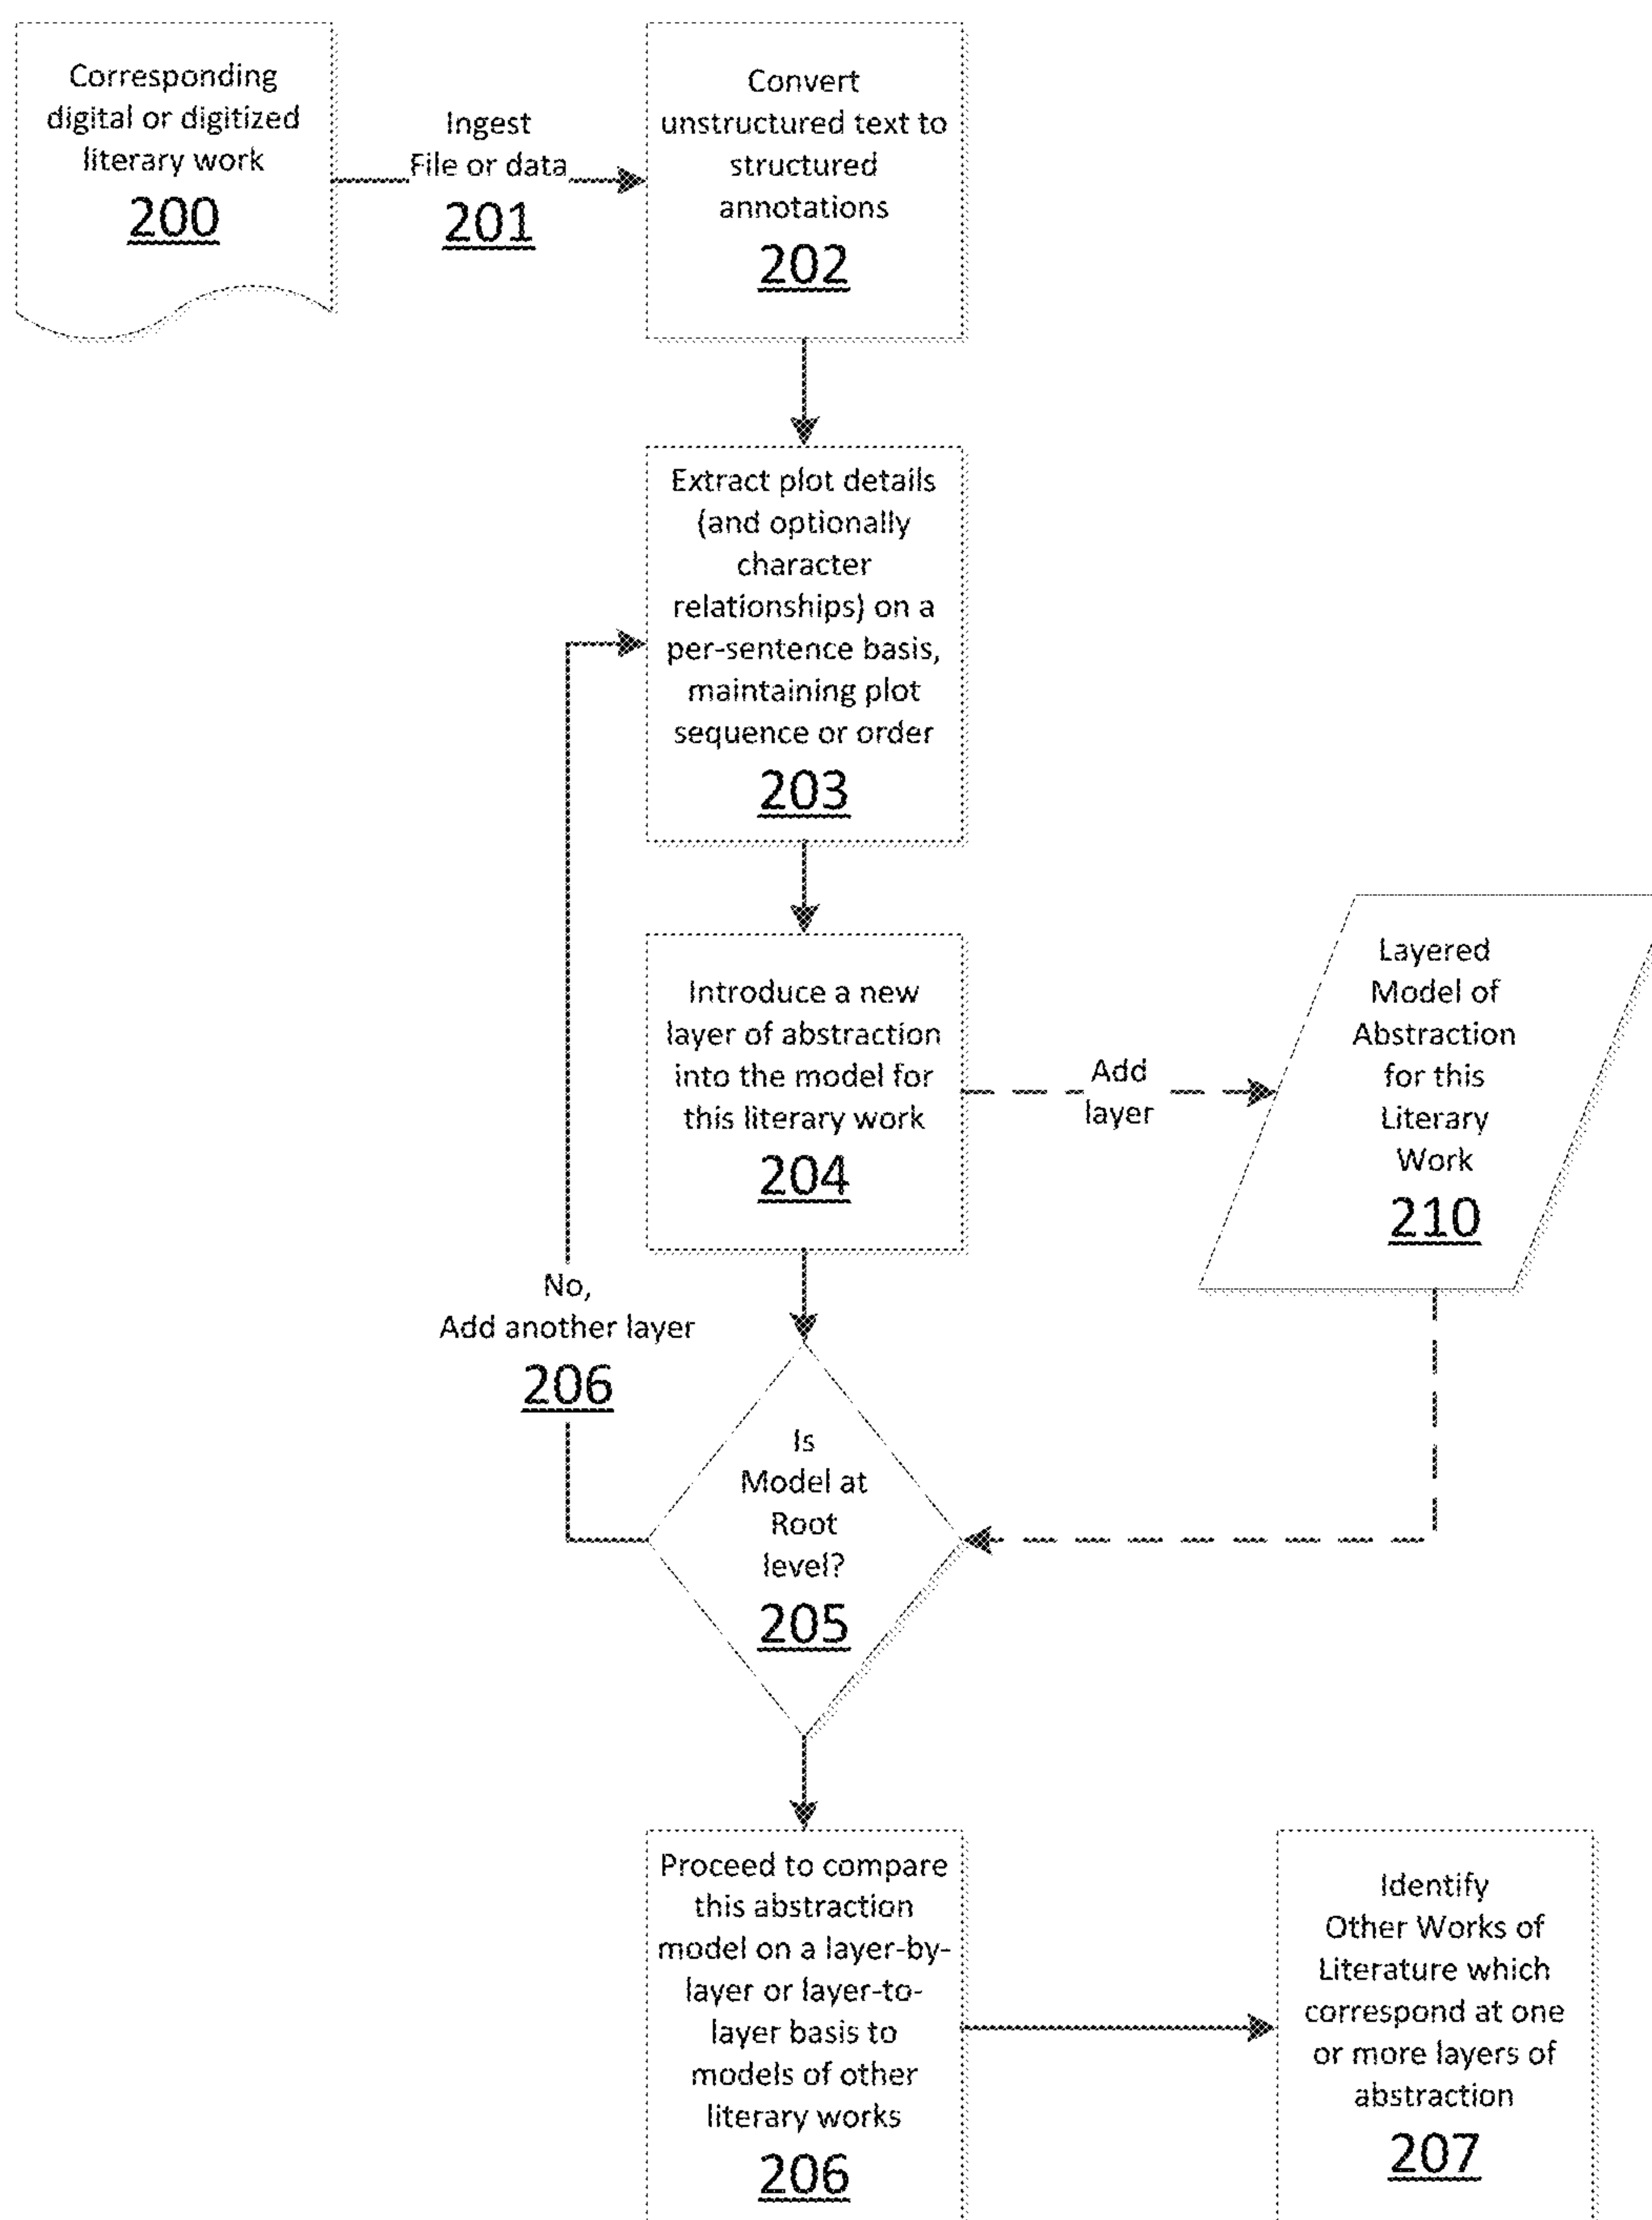 Corresponding
digital or digitized
literary work
200
Ingest
File or data
201
Convert
unstructured text to
structured
annotations
202
Extract plot details
(and optionally
character
relationships) on a
per-sentence basis,
maintaining plot
sequence or order
203
Introduce a new
layer of abstraction
into the model for
this literary work
204
Add
layer
Layered
Model of
Abstraction
for this
Literary
Work
210
No,
Add another layer
206
Is
Model at
Root
level?
205
Proceed to compare
this abstraction
model on a layer-by-
layer or layer-to-
layer basis to
models of other
literary works
206
Identify
Other Works of
Literature which
correspond at one
or more layers of
abstraction
207